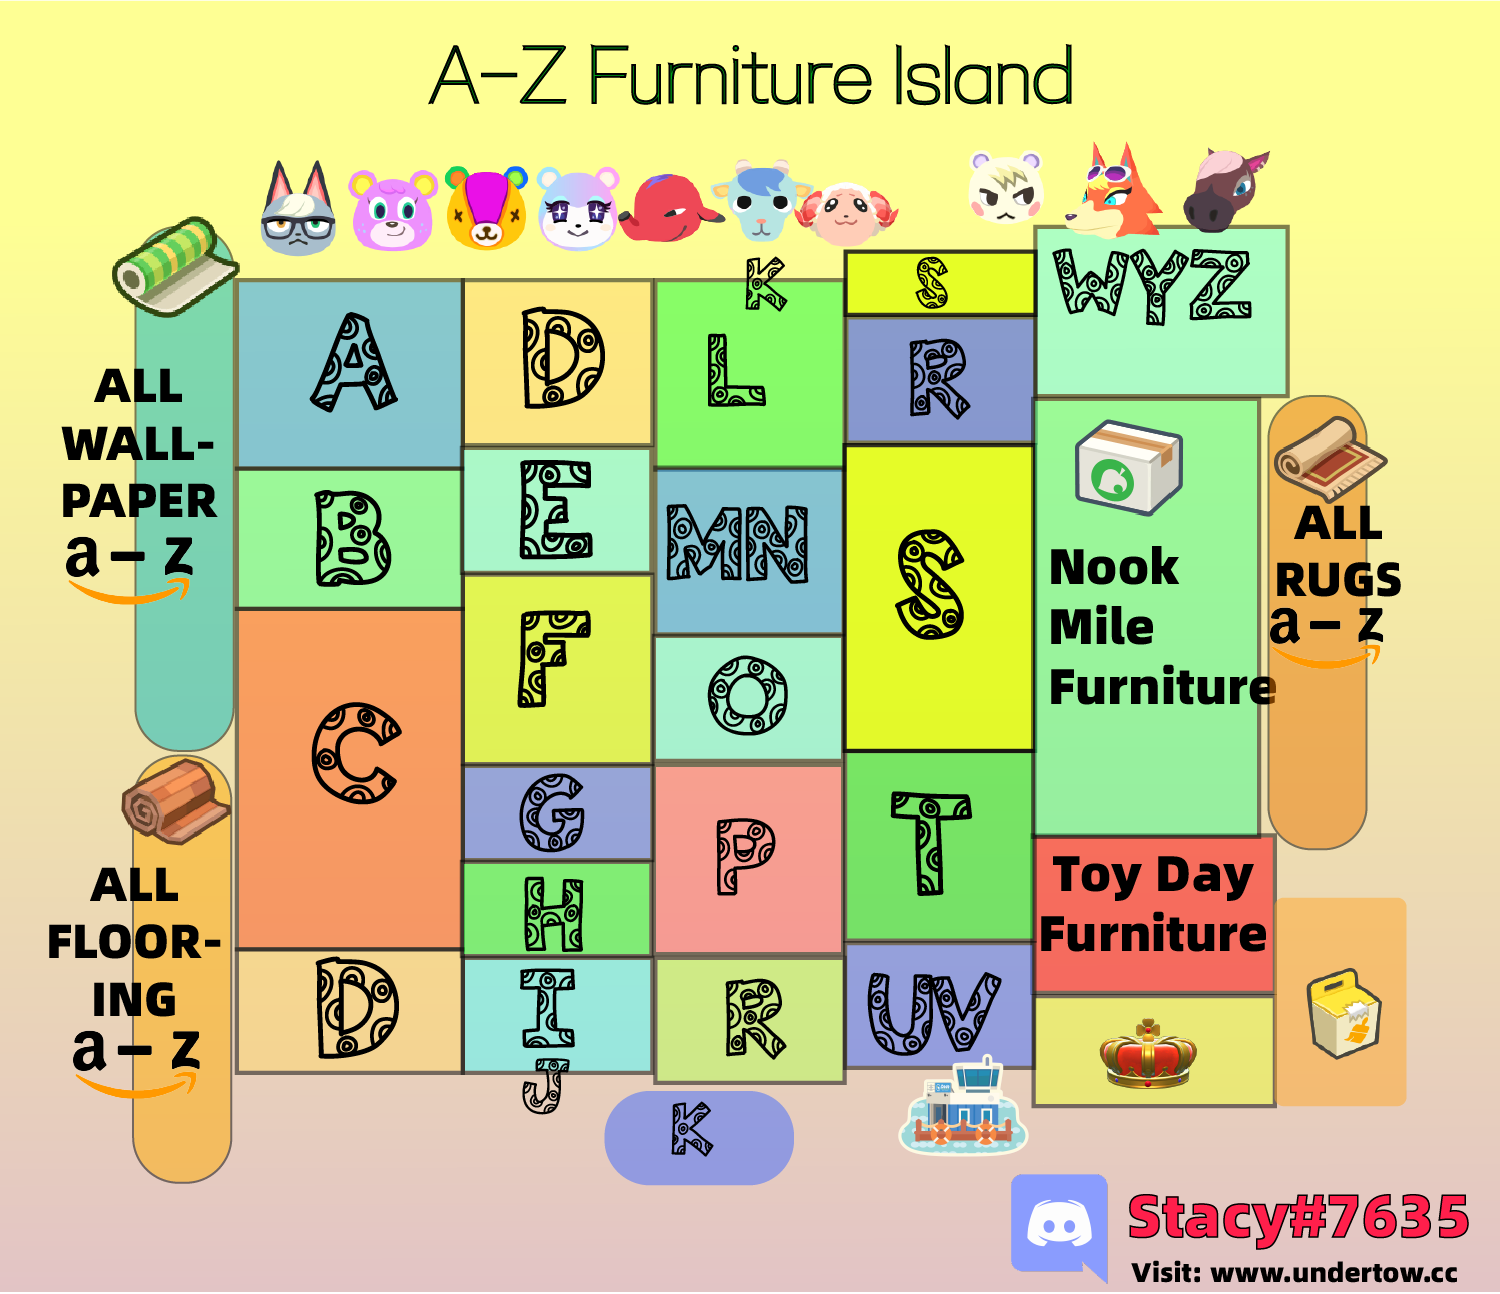 A-Z Furniture Island
K
S
WYZ
A
D
L
R
ALL
WALL-
PAPER
a - z
B
E
MN
S
Nook
Mile
Furniture
ALL
RUGS
a - z
F
O
C
G
P
T
H
Toy Day
Furniture
ALL
FLOOR-
ING
a - z
D
I
R
UV
J
K
Stacy#7635
Visit: www.undertow.cc